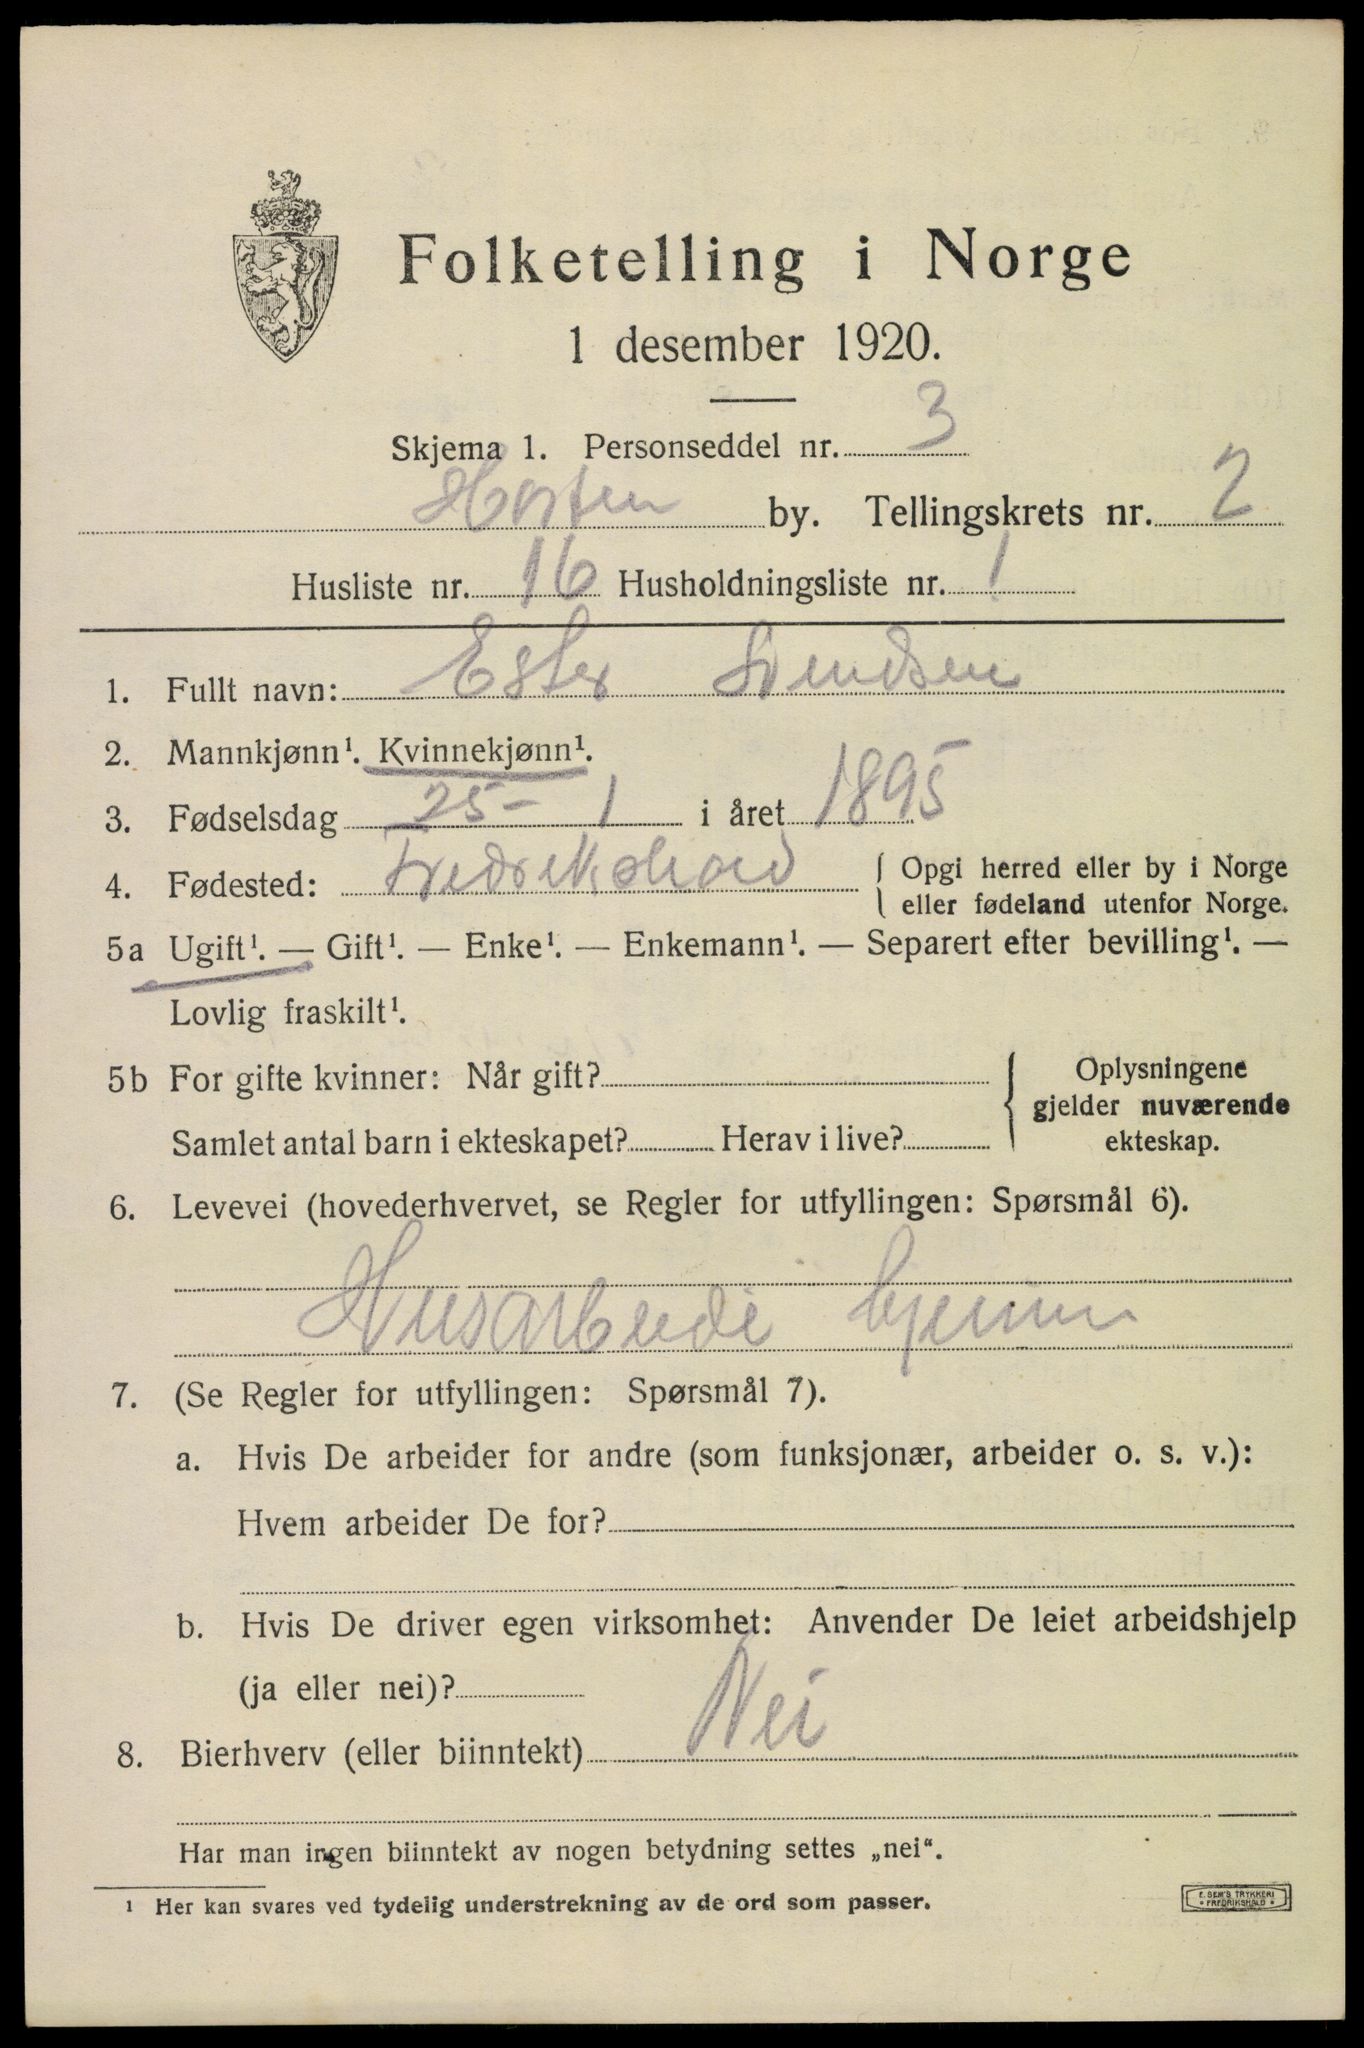 Folketelling i Norge
1 desember 1920.
Skjema 1. Personseddel nr. 3
Horten by. Tellingskrets nr. 2
Husliste nr. 16 Husholdningsliste nr. 1
1. Fullt navn: Ester Svendsen
2. Mannkjønn¹. Kvinnekjønn¹.
3. Fødselsdag 25 - 1 i året 1895
4. Fødested: Fredrikshald { Opgi herred eller by i Norge
eller fødeland utenfor Norge.
5a Ugift¹. — Gift¹. — Enke¹. — Enkemann¹. — Separert efter bevilling¹. —
Lovlig fraskilt¹.
5b For gifte kvinner: Når gift? { Oplysningene
gjelder nuværende
Samlet antal barn i ekteskapet? Herav i live? ekteskap.
6. Levevei (hovederhvervet, se Regler for utfyllingen: Spørsmål 6).
Husarbeide hjemme
7. (Se Regler for utfyllingen: Spørsmål 7).
a. Hvis De arbeider for andre (som funksjonær, arbeider o. s. v.):
Hvem arbeider De for?
b. Hvis De driver egen virksomhet: Anvender De leiet arbeidshjelp
(ja eller nei)?
8. Bierhverv (eller biinntekt) Nei
Har man ingen biinntekt av nogen betydning settes „nei“.
¹ Her kan svares ved tydelig understrekning av de ord som passer.
E. SEM'S TRYKKERI
FREDRIKSHALD